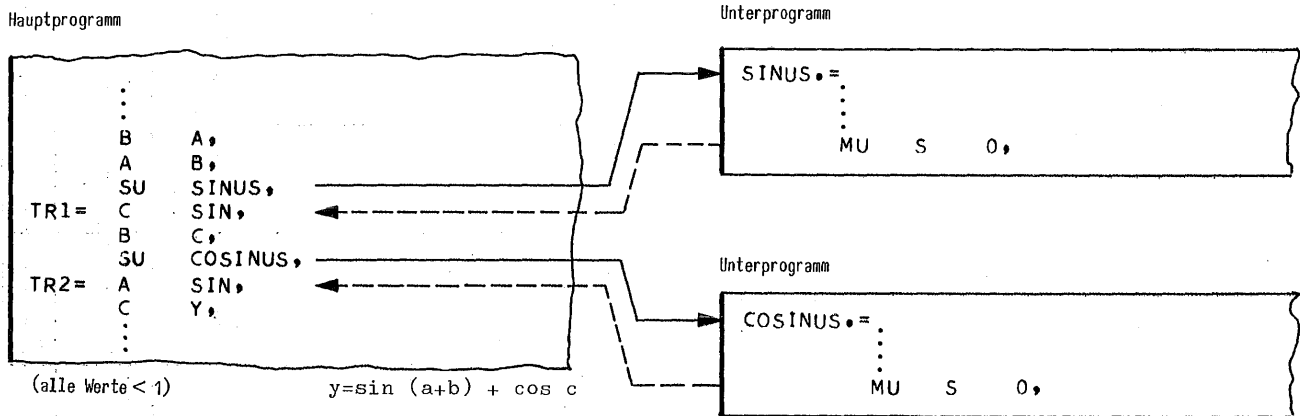 Hauptprogramm
B A,
A B,
SU SINUS,
TR1= C SIN,
B C,
SU COSINUS,
TR2= A SIN,
C Y,
(alle Werte < 1) y=sin (a+b) + cos c
Unterprogramm
SINUS.=
MU S 0,
Unterprogramm
COSINUS.=
MU S 0,